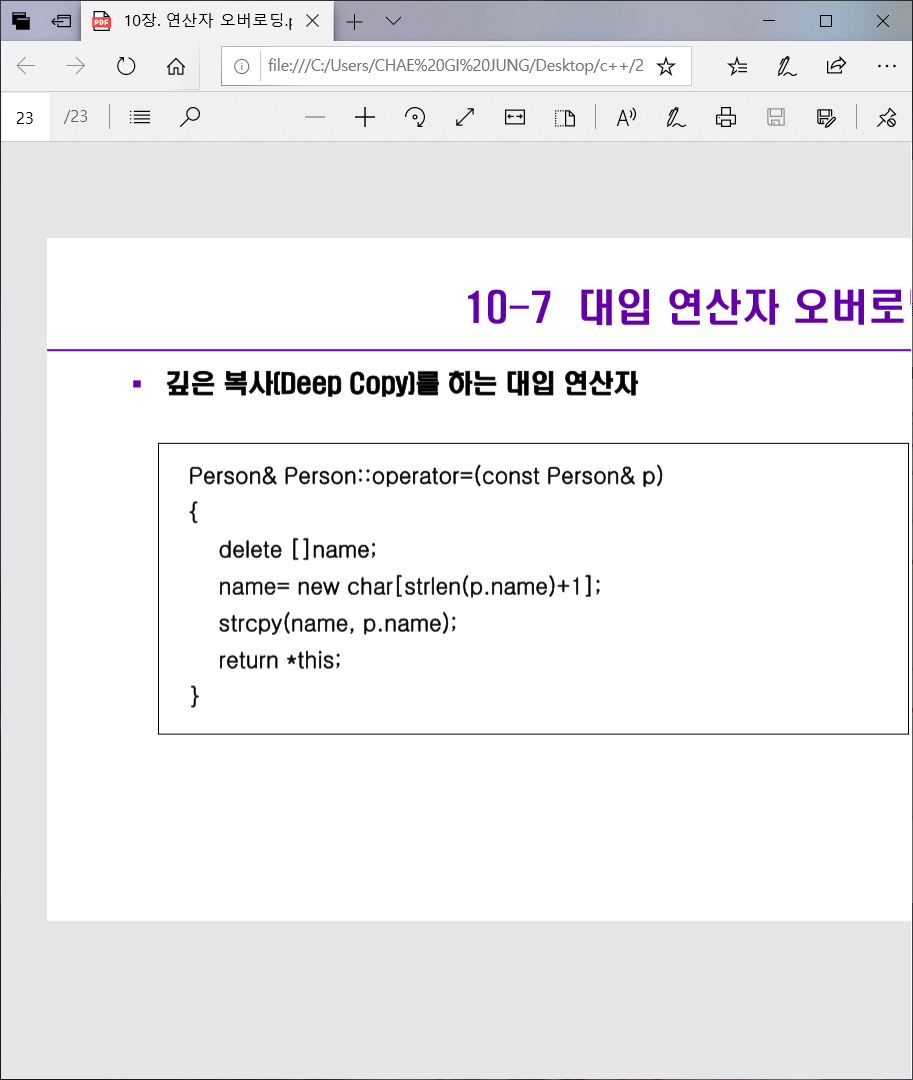 10장. 연산자 오버로딩.p
file:///C:/Users/CHAE%20GI%20JUNG/Desktop/c++/2
23 /23
10-7 대입 연산자 오버로
▪ 깊은 복사(Deep Copy)를 하는 대입 연산자
Person& Person::operator=(const Person& p)
{
delete []name;
name= new char[strlen(p.name)+1];
strcpy(name, p.name);
return *this;
}